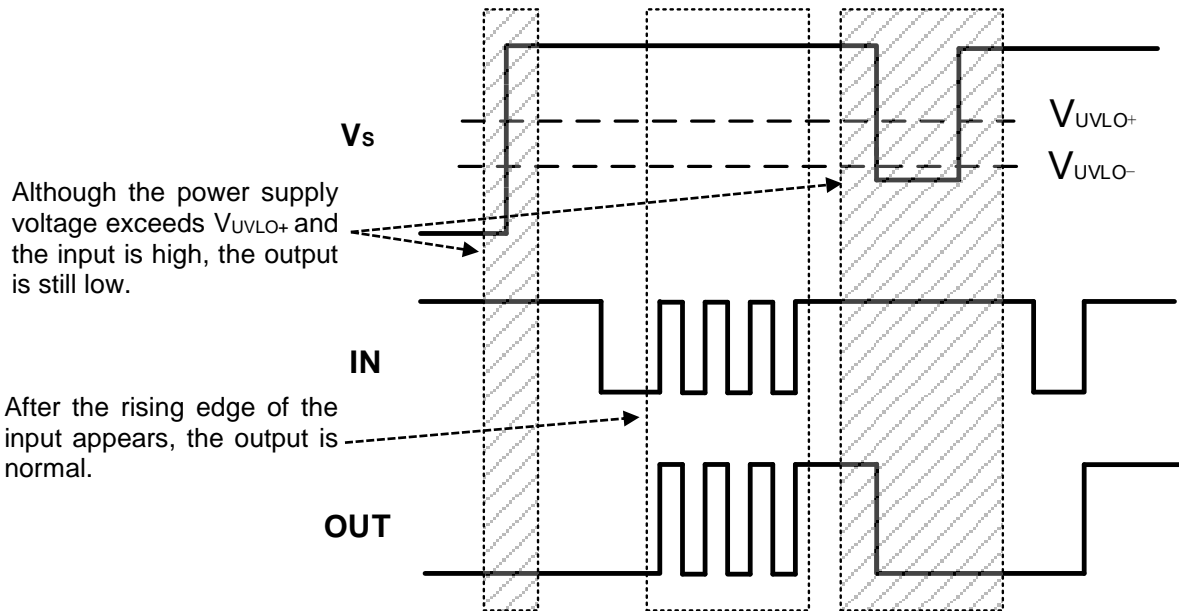 Vs
VUVLO+
VUVLO-
Although the power supply
voltage exceeds VUVLO+ and
the input is high, the output
is still low.
IN
After the rising edge of the
input appears, the output is
normal.
OUT